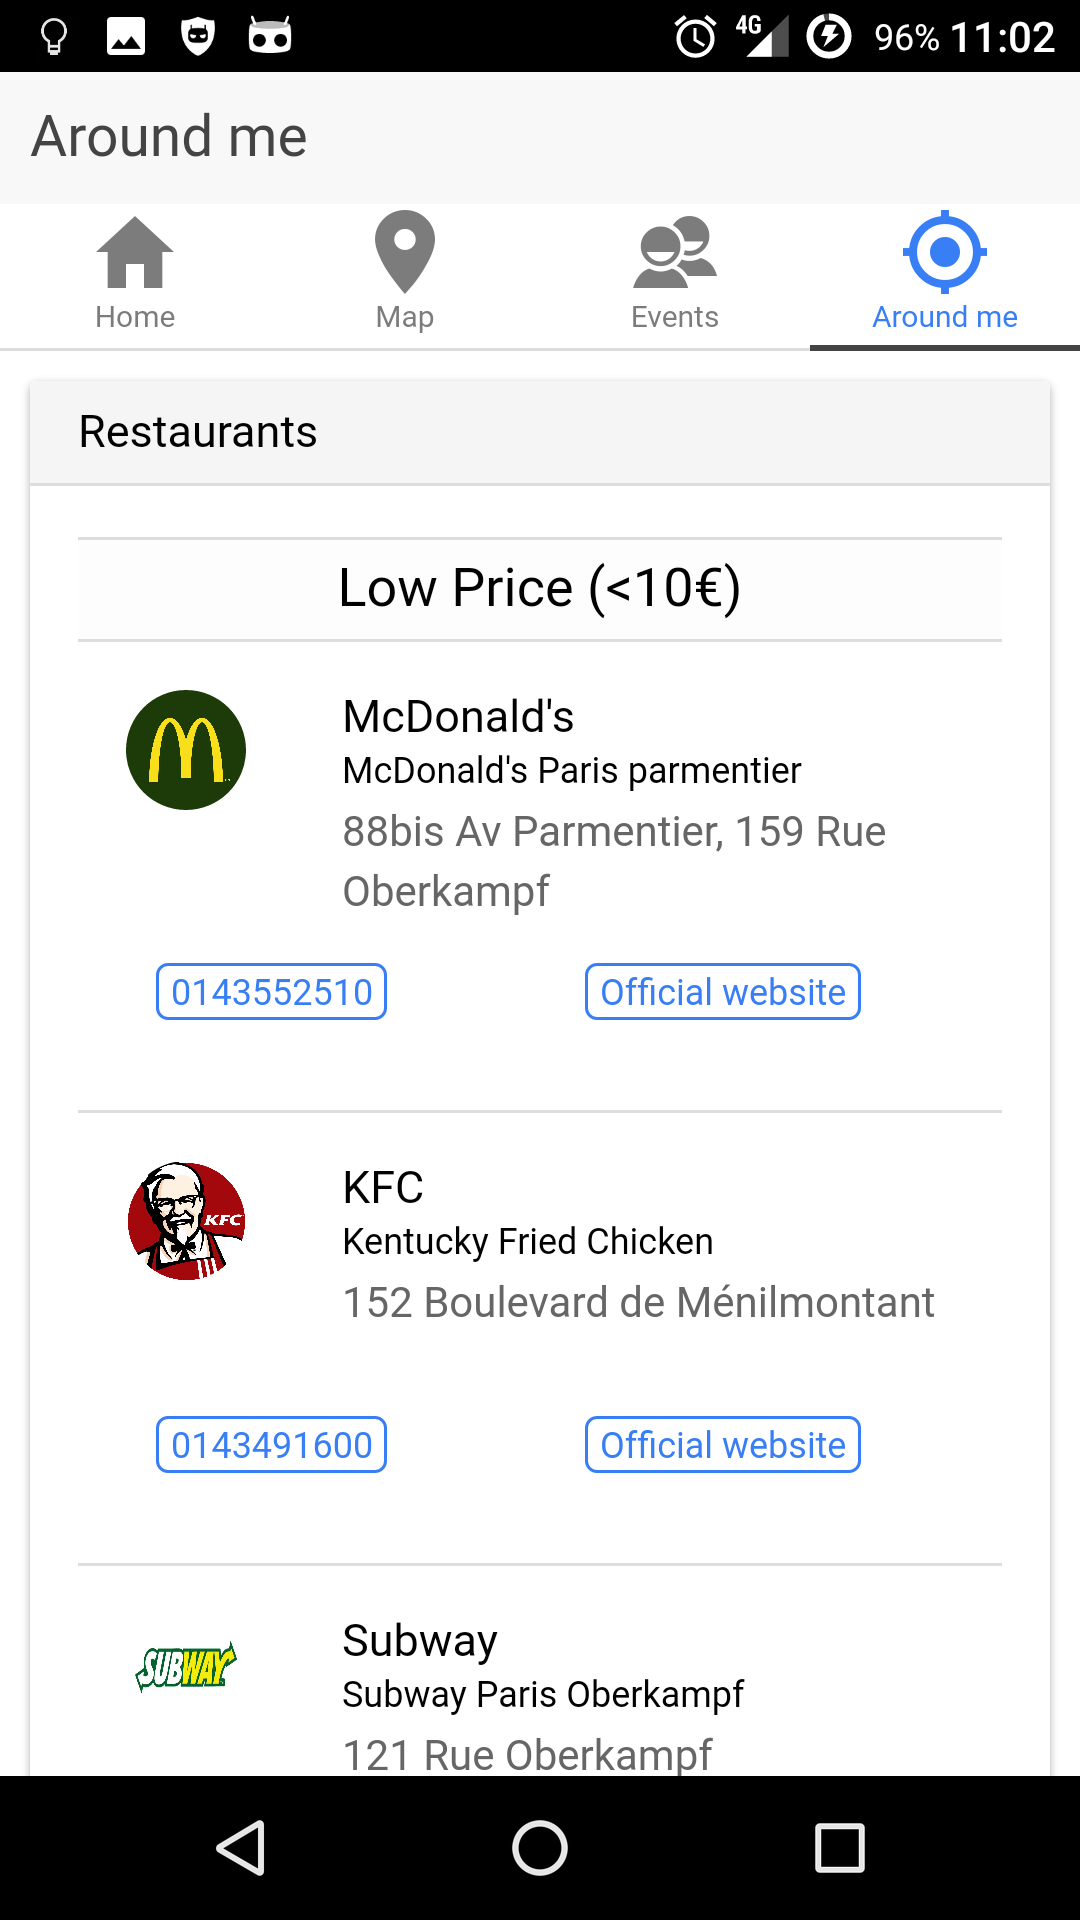 4G 96% 11:02
Around me
Home Map Events Around me
Restaurants
Low Price (<10€)
McDonald's
McDonald's Paris parmentier
88bis Av Parmentier, 159 Rue
Oberkampf
0143552510 Official website
KFC
KFC
Kentucky Fried Chicken
152 Boulevard de Ménilmontant
0143491600 Official website
Subway
SUBWAY
Subway Paris Oberkampf
121 Rue Oberkampf